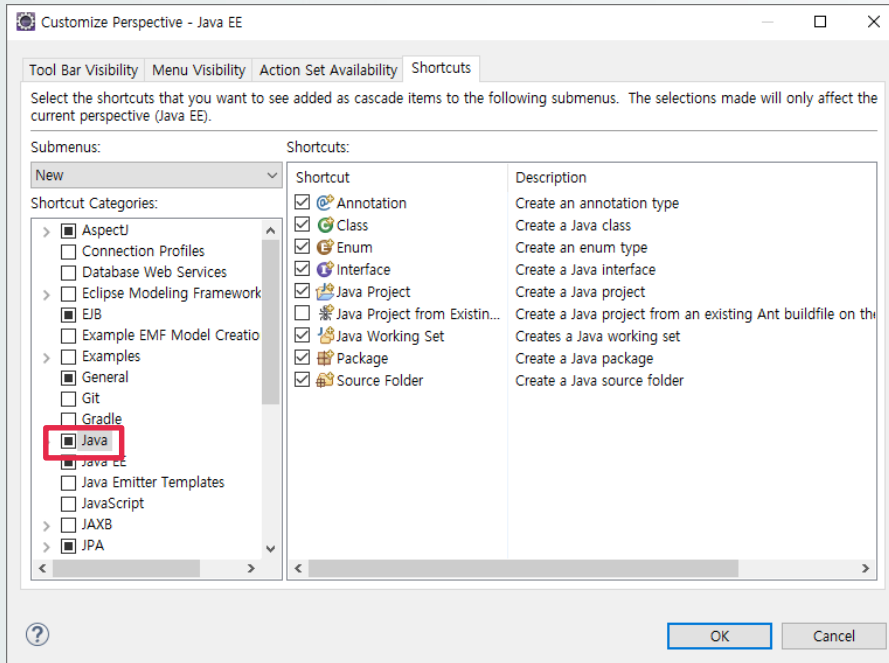 Customize Perspective - Java EE
Tool Bar Visibility
Menu Visibility
Action Set Availability
Shortcuts
Select the shortcuts that you want to see added as cascade items to the following submenus. The selections made will only affect the
current perspective (Java EE).
Submenus:
New
Shortcut Categories:
AspectJ
Connection Profiles
Database Web Services
Eclipse Modeling Framework
EJB
Example EMF Model Creatio
Examples
General
Git
Gradle
Java
Java EE
Java Emitter Templates
JavaScript
JAXB
JPA
Shortcuts:
Shortcut Description
Annotation Create an annotation type
Class Create a Java class
Enum Create an enum type
Interface Create a Java interface
Java Project Create a Java project
Java Project from Existin... Create a Java project from an existing Ant buildfile on the
Java Working Set Creates a Java working set
Package Create a Java package
Source Folder Create a Java source folder
OK
Cancel